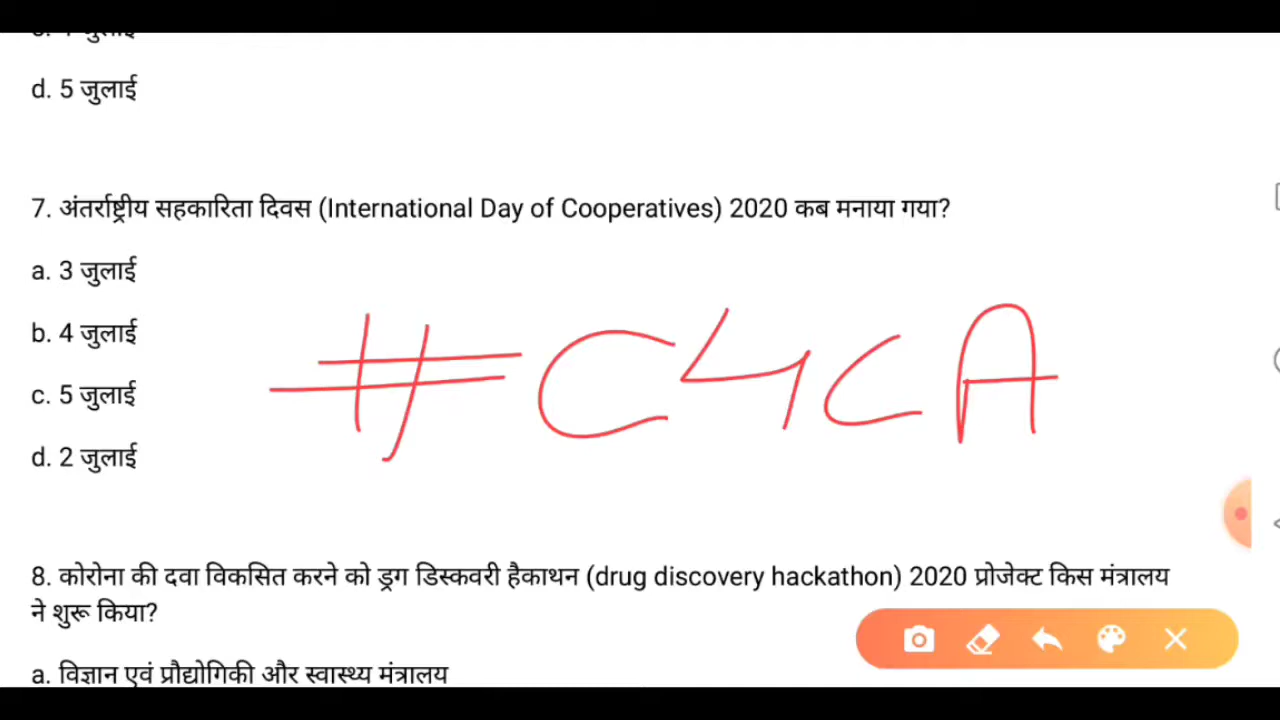 d. 5 जुलाई
7. अंतर्राष्ट्रीय सहकारिता दिवस (International Day of Cooperatives) 2020 कब मनाया गया?
a. 3 जुलाई
b. 4 जुलाई
#C4CA
c. 5 जुलाई
d. 2 जुलाई
8. कोरोना की दवा विकसित करने को ड्रग डिस्कवरी हैकाथन (drug discovery hackathon) 2020 प्रोजेक्ट किस मंत्रालय
ने शुरू किया?
a. विज्ञान एवं प्रौद्योगिकी और स्वास्थ्य मंत्रालय